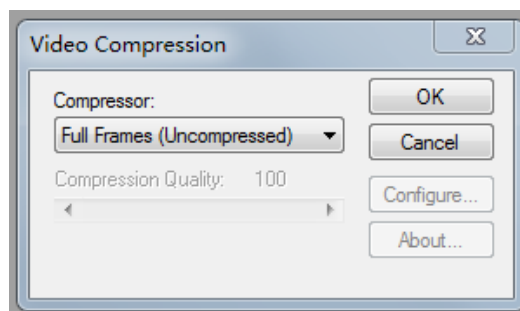 Video Compression
Compressor:
Full Frames (Uncompressed)
Compression Quality: 100
OK
Cancel
Configure...
About...